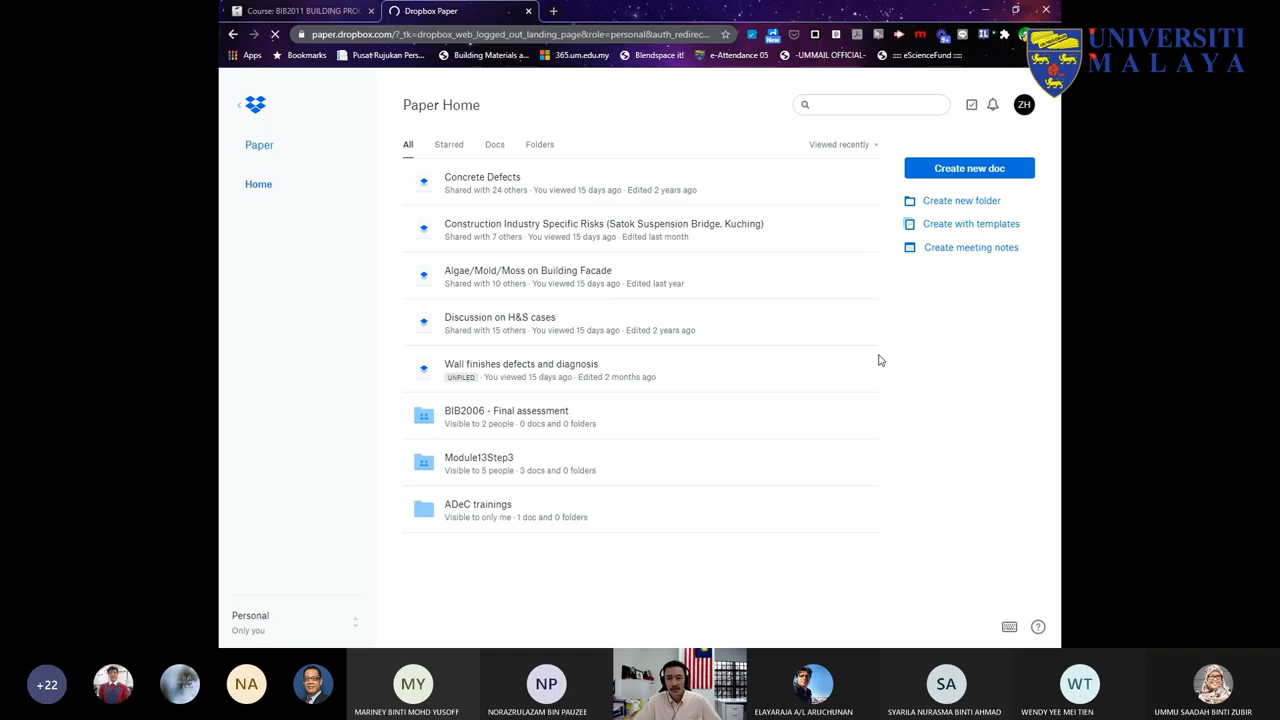 Course: BIB2011 BUILDING PRO
Dropbox Paper
paper.dropbox.com/?_tk=dropbox_web_logged_out_landing_page&role=personal&auth_redirec...
Apps
Bookmarks
Pusat Rujukan Pers...
Building Materials a...
365.um.edu.my
Blendspace it!
e-Attendance 05
-UMMAIL OFFICIAL-
:::: eScienceFund ::::
UNIVERSITI
MALAYA
Paper Home
ZH
Paper
Home
All
Starred
Docs
Folders
Viewed recently
Create new doc
Create new folder
Create with templates
Create meeting notes
Concrete Defects
Shared with 24 others · You viewed 15 days ago · Edited 2 years ago
Construction Industry Specific Risks (Satok Suspension Bridge, Kuching)
Shared with 7 others · You viewed 15 days ago · Edited last month
Algae/Mold/Moss on Building Facade
Shared with 10 others · You viewed 15 days ago · Edited last year
Discussion on H&S cases
Shared with 15 others · You viewed 15 days ago · Edited 2 years ago
Wall finishes defects and diagnosis
UNFILED · You viewed 15 days ago · Edited 2 months ago
BIB2006 - Final assessment
Visible to 2 people · 0 docs and 0 folders
Module13Step3
Visible to 5 people · 3 docs and 0 folders
ADeC trainings
Visible to only me · 1 doc and 0 folders
Personal
Only you
+22
NA
MY
NP
SA
WT
MARINEY BINTI MOHD YUSOFF
NORAZRULAZAM BIN PAUZEE
ELAYARAJA A/L ARUCHUNAN
SYARILA NURASMA BINTI AHMAD
WENDY YEE MEI TIEN
UMMU SAADAH BINTI ZUBIR